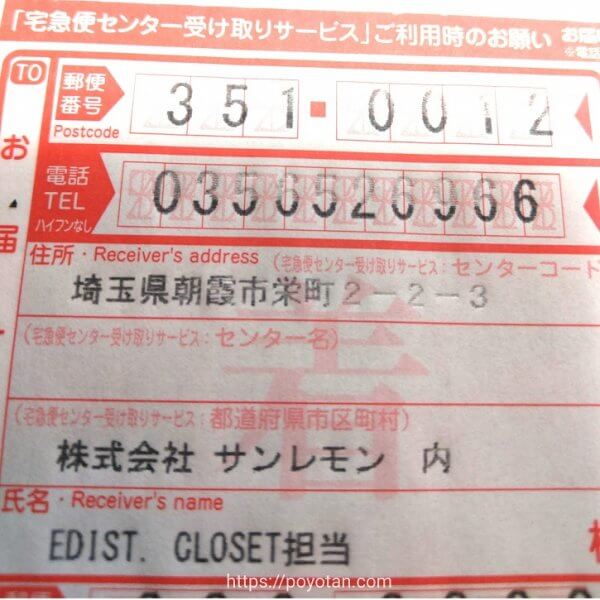 「宅急便センター受け取りサービス」ご利用時のお願い
※電話
TO
郵便
番号
Postcode
351-0012
お
届
電話
TEL
ハイフンなし
0356526966
住所・Receiver's address (宅急便センター受け取りサービス:センターコード
埼玉県朝霞市栄町2-2-3
(宅急便センター受け取りサービス:センター名)
着
(宅急便センター受け取りサービス:都道府県市区町村)
株式会社 サンレモン 内
氏名・Receiver's name
EDIST. CLOSET担当
https://poyotan.com